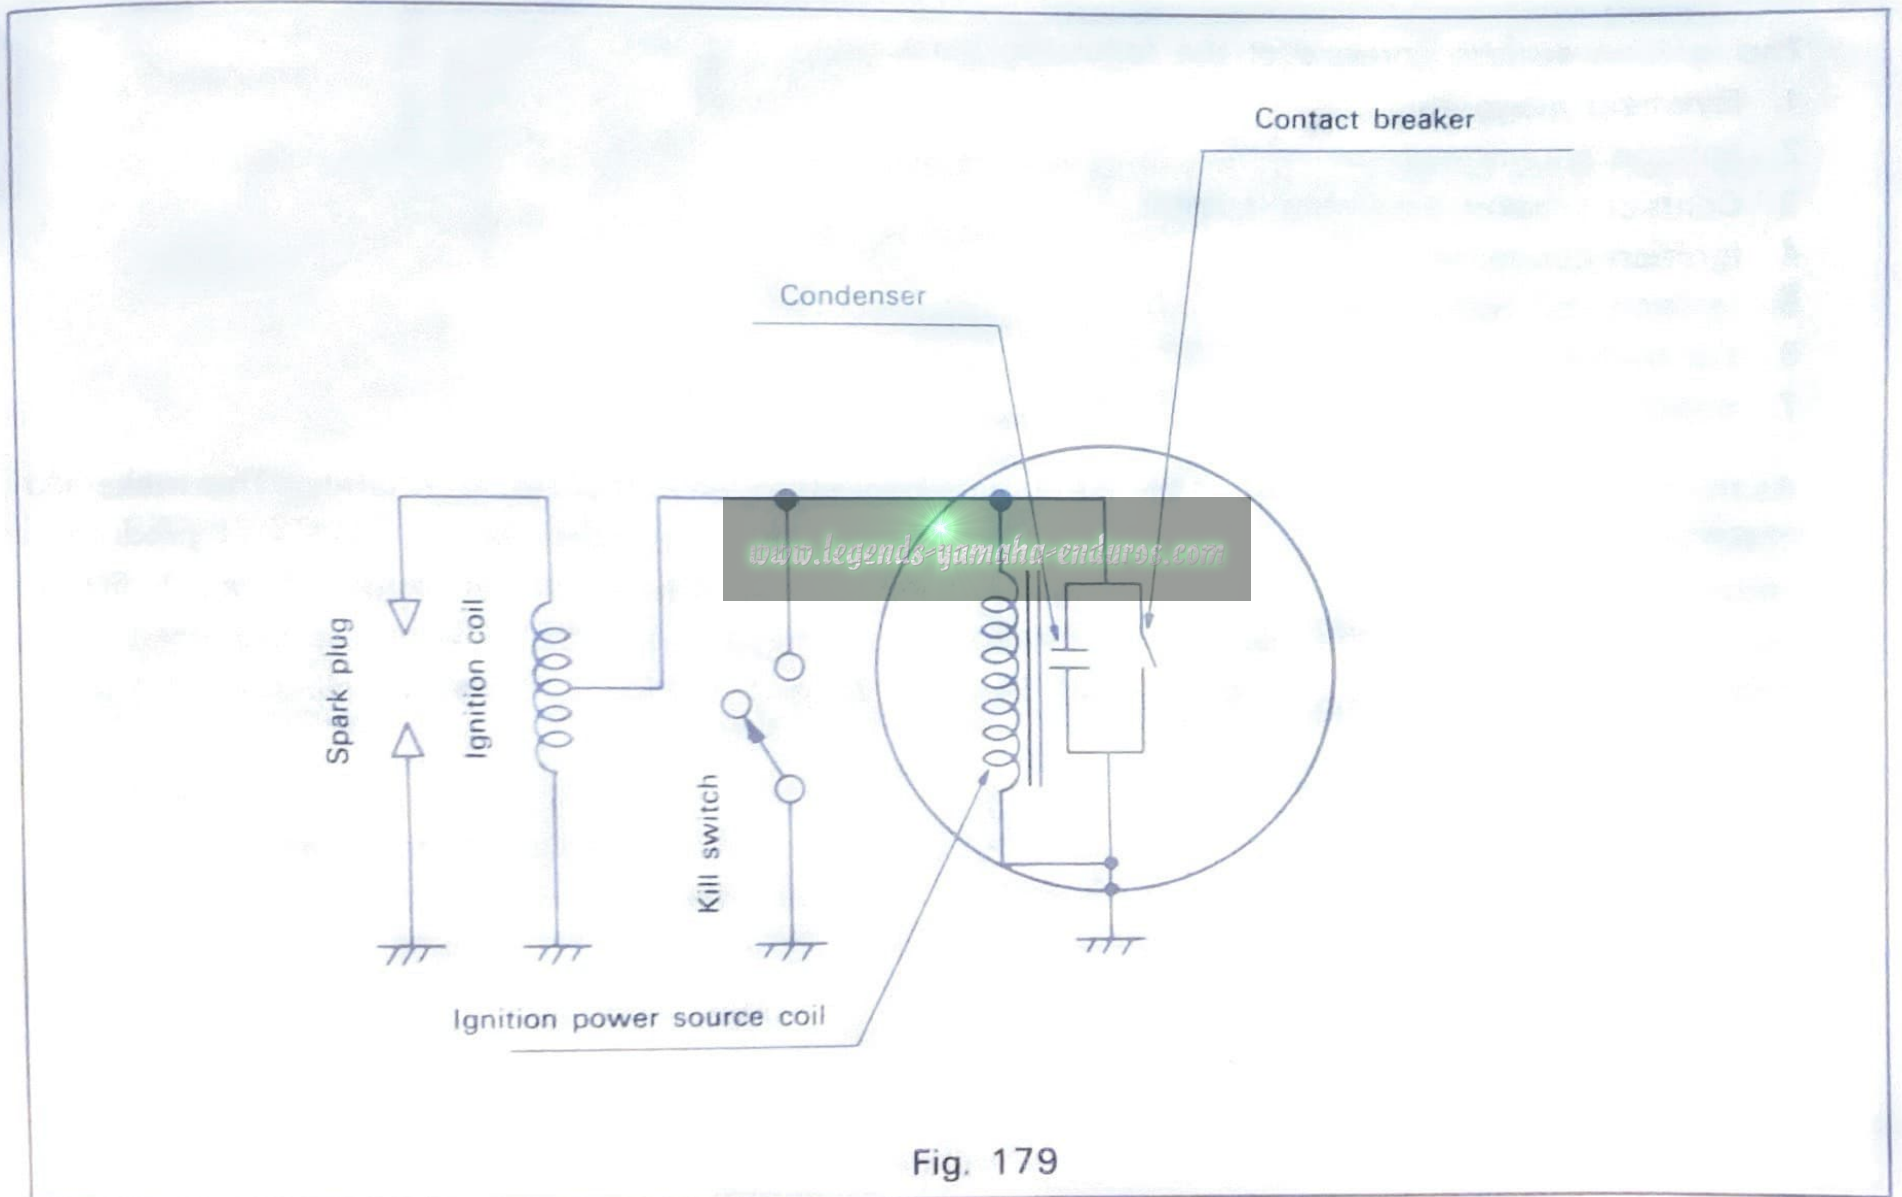 Contact breaker
Condenser
www.legends-yamaha-enduros.com
Spark plug
Ignition coil
Kill switch
Ignition power source coil
Fig. 179